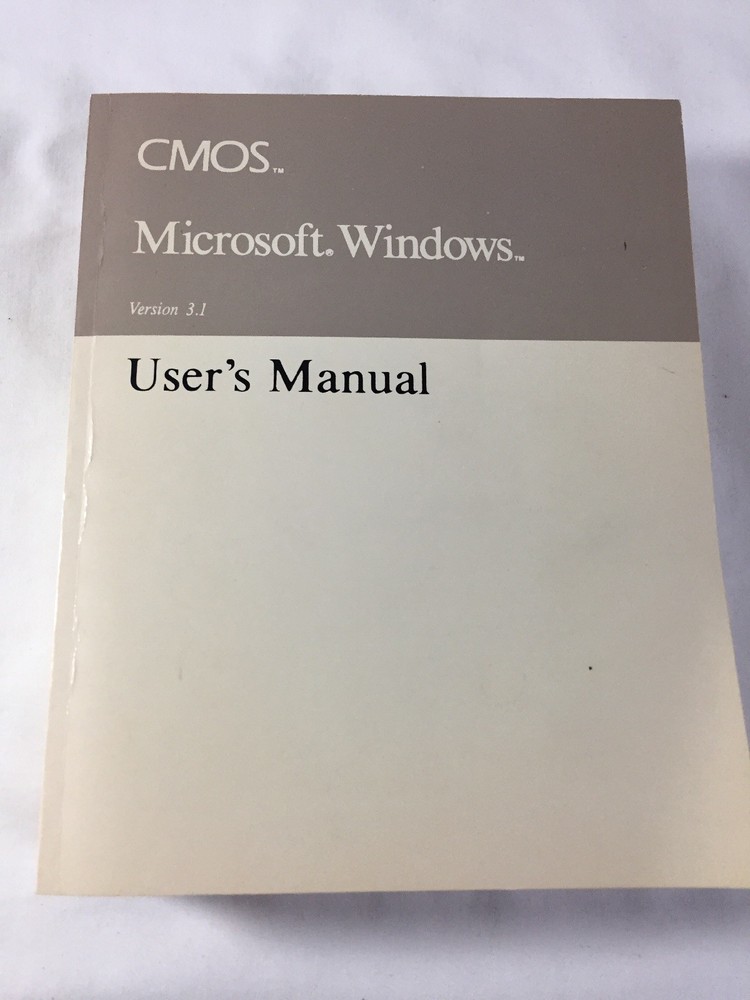 CMOS™
Microsoft® Windows™
Version 3.1
User's Manual